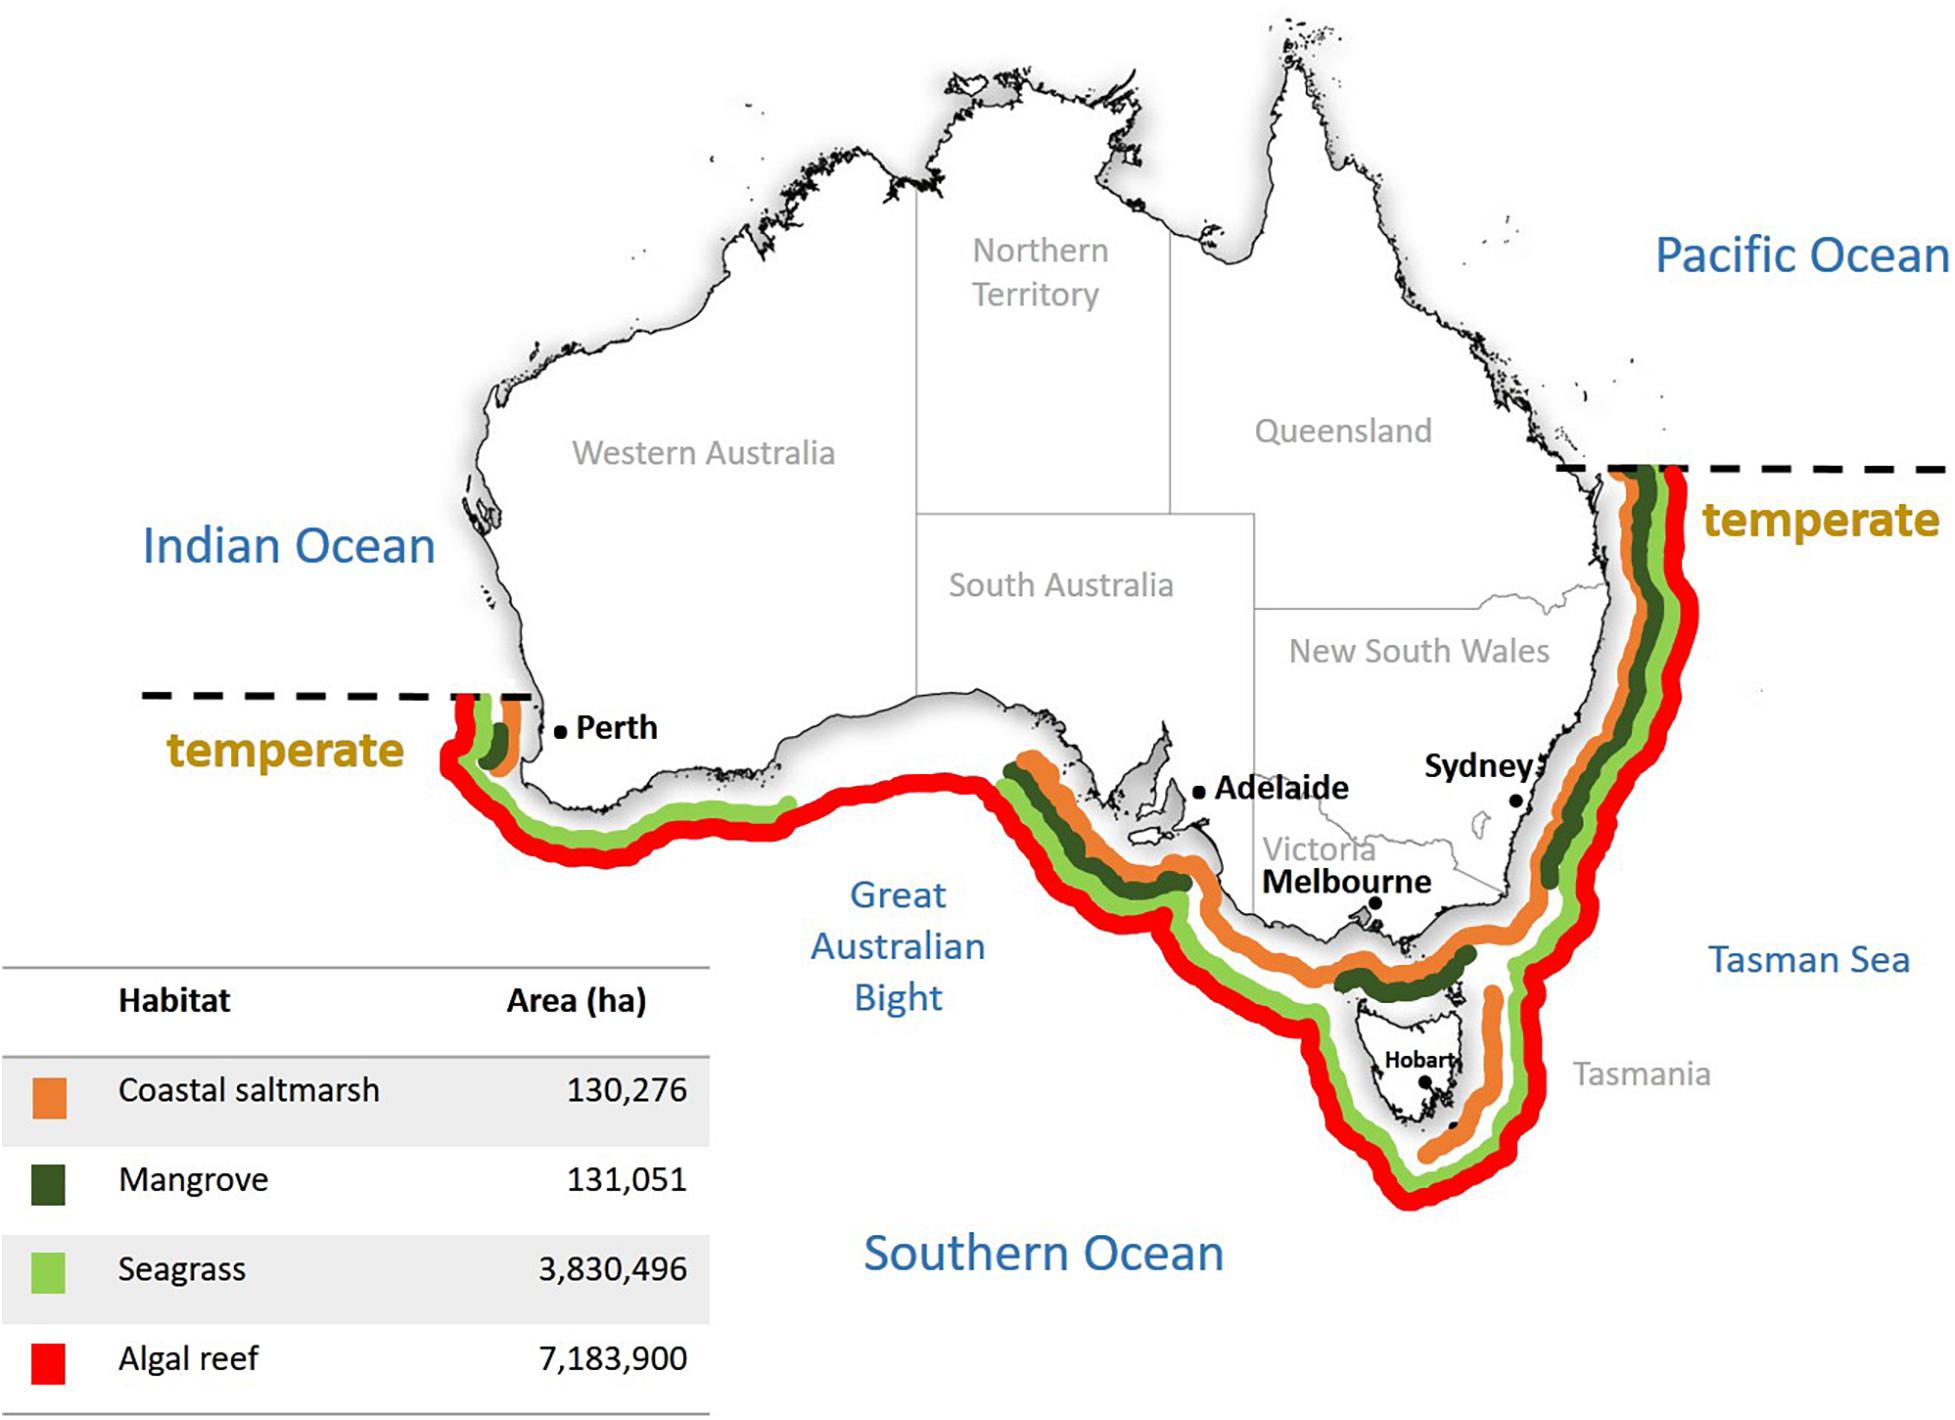 Northern
Territory
Pacific Ocean
Western Australia
Queensland
Indian Ocean
temperate
South Australia
New South Wales
temperate
Perth
Sydney
Adelaide
Victoria
Melbourne
Great
Australian
Bight
Tasman Sea
Hobart
Tasmania
Southern Ocean
Habitat Area (ha)
Coastal saltmarsh 130,276
Mangrove 131,051
Seagrass 3,830,496
Algal reef 7,183,900